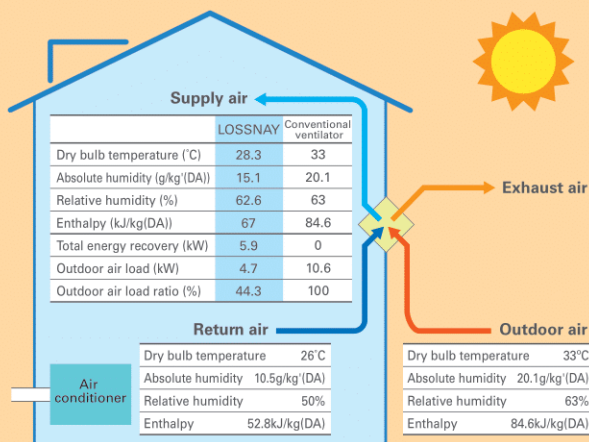 Supply air
LOSSNAY Conventional ventilator
Dry bulb temperature (˚C) 28.3 33
Absolute humidity (g/kg'(DA)) 15.1 20.1
Relative humidity (%) 62.6 63
Enthalpy (kJ/kg(DA)) 67 84.6
Total energy recovery (kW) 5.9 0
Outdoor air load (kW) 4.7 10.6
Outdoor air load ratio (%) 44.3 100
Exhaust air
Return air
Dry bulb temperature 26˚C
Absolute humidity 10.5g/kg'(DA)
Relative humidity 50%
Enthalpy 52.8kJ/kg(DA)
Outdoor air
Dry bulb temperature 33°C
Absolute humidity 20.1g/kg'(DA)
Relative humidity 63%
Enthalpy 84.6kJ/kg(DA)
Air
conditioner